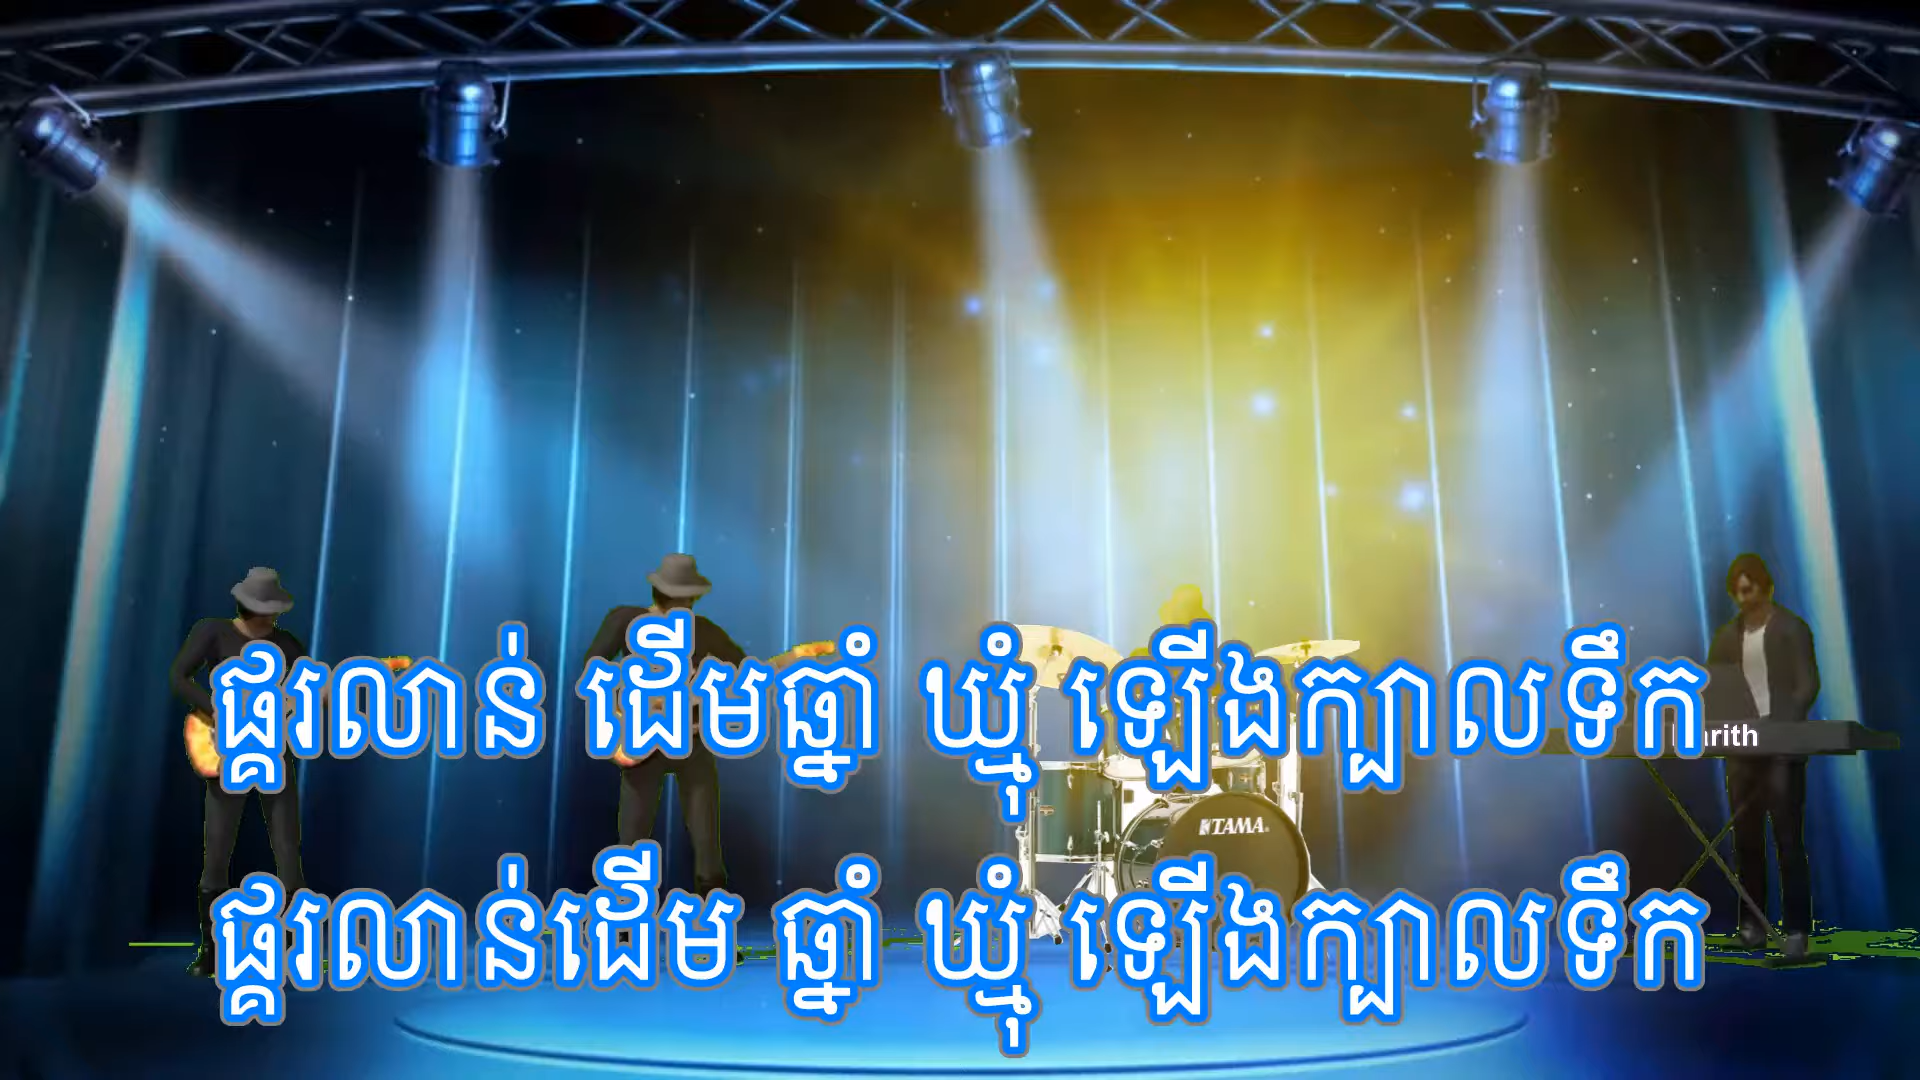 ផ្គរលាន់ ដើមឆ្នាំ ឃ្មុំ ឡើងក្បាលទឹក
arith
TAMA
ផ្គរលាន់ដើម ឆ្នាំ ឃ្មុំ ឡើងក្បាលទឹក